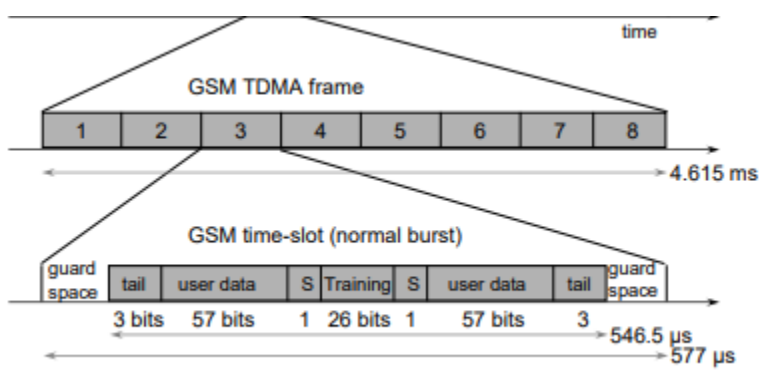 time
GSM TDMA frame
1 2 3 4 5 6 7 8
4.615 ms
GSM time-slot (normal burst)
guard space tail user data S Training S user data tail guard space
3 bits 57 bits 1 26 bits 1 57 bits 3
546.5 µs
577 µs